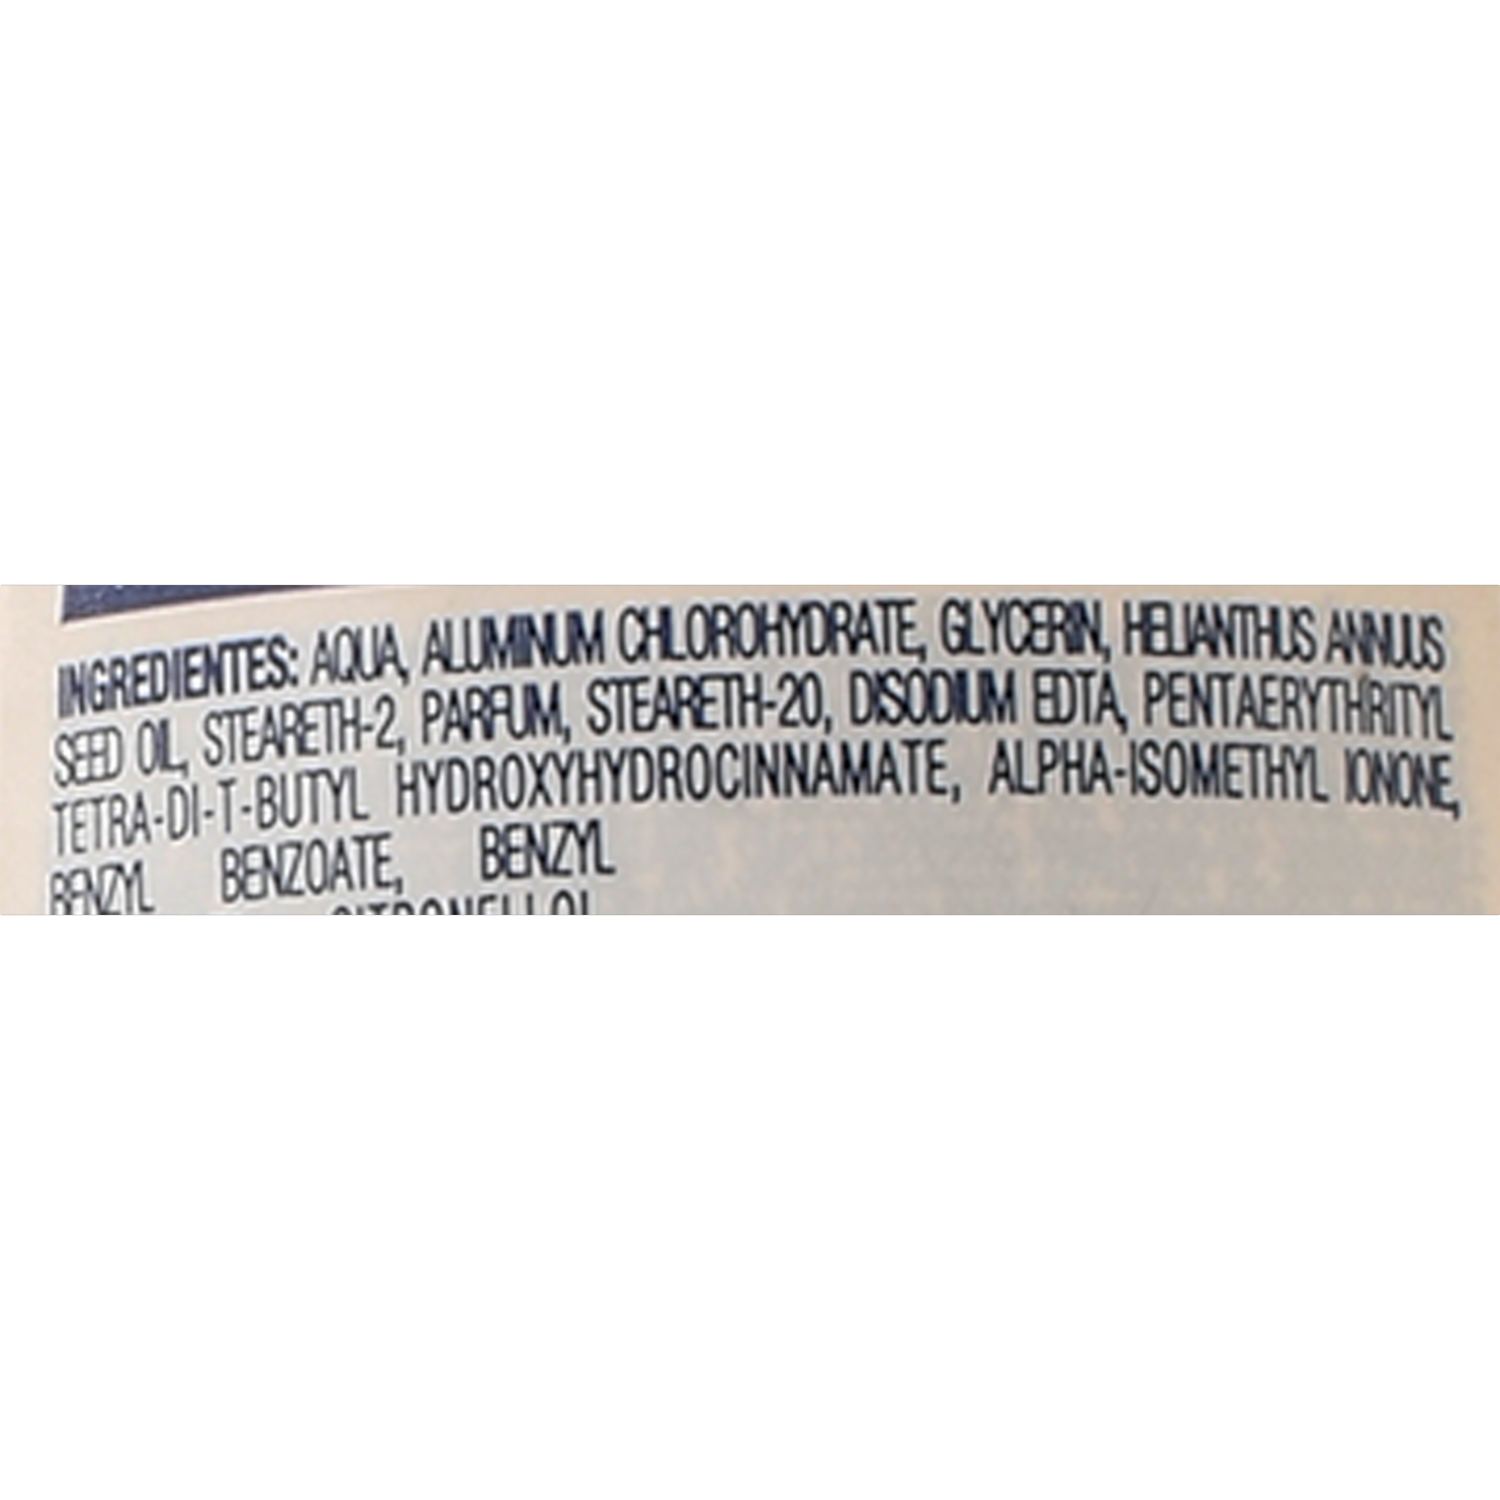 INGREDIENTES: AQUA, ALUMINUM CHLOROHYDRATE, GLYCERIN, HELIANTHUS ANNUUS
SEED OIL, STEARETH-2, PARFUM, STEARETH-20, DISODIUM EDTA, PENTAERYTHRITYL
TETRA-DI-T-BUTYL HYDROXYHYDROCINNAMATE, ALPHA-ISOMETHYL IONONE,
BENZYL BENZOATE, BENZYL
CITRONELLOL